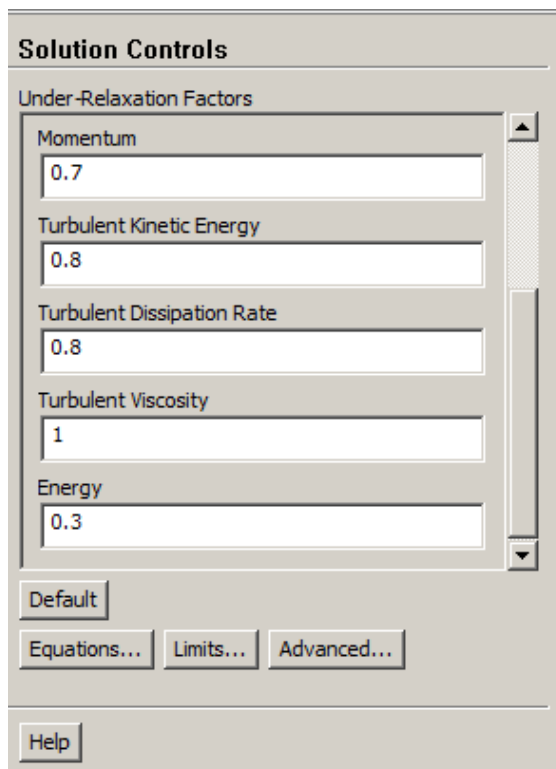 Solution Controls
Under-Relaxation Factors
Momentum
0.7
Turbulent Kinetic Energy
0.8
Turbulent Dissipation Rate
0.8
Turbulent Viscosity
1
Energy
0.3
Default
Equations... Limits... Advanced...
Help